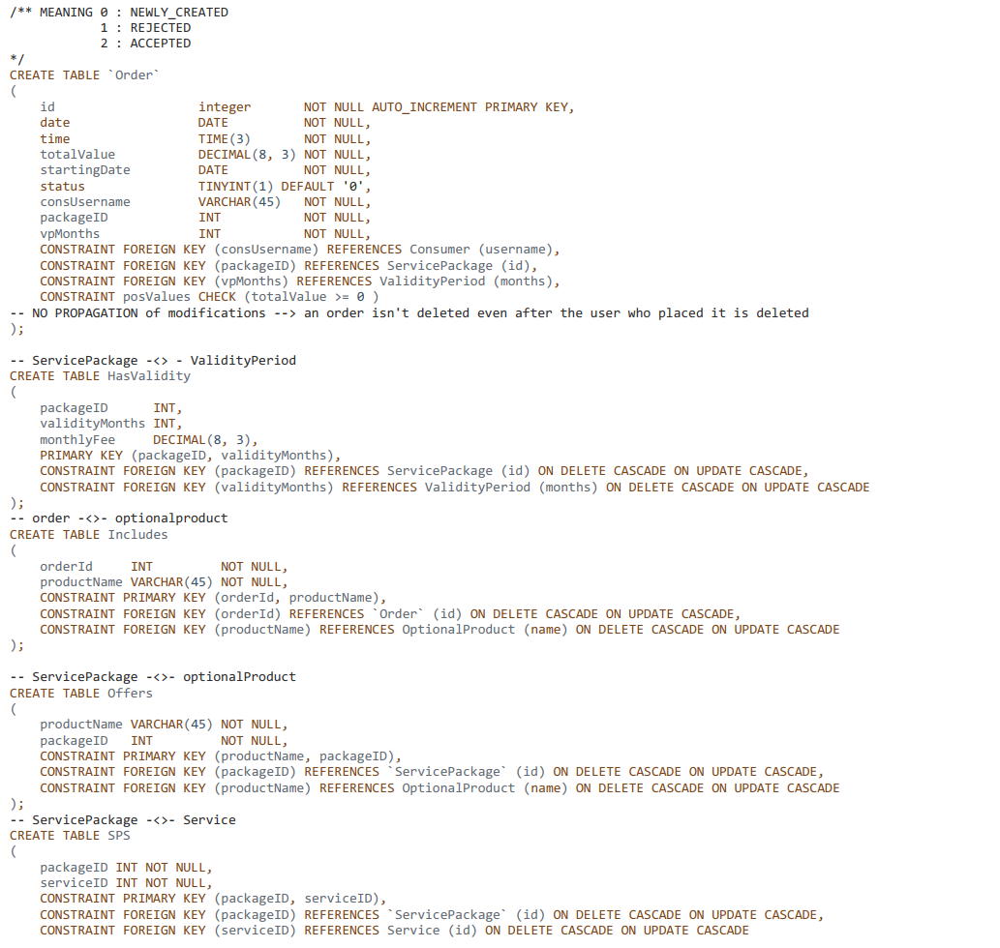 /** MEANING 0 : NEWLY_CREATED
            1 : REJECTED
            2 : ACCEPTED
*/
CREATE TABLE `Order`
(
    id                   integer       NOT NULL AUTO_INCREMENT PRIMARY KEY,
    date                 DATE          NOT NULL,
    time                 TIME(3)       NOT NULL,
    totalValue           DECIMAL(8, 3) NOT NULL,
    startingDate         DATE          NOT NULL,
    status               TINYINT(1) DEFAULT '0',
    consUsername         VARCHAR(45)   NOT NULL,
    packageID            INT           NOT NULL,
    vpMonths             INT           NOT NULL,
    CONSTRAINT FOREIGN KEY (consUsername) REFERENCES Consumer (username),
    CONSTRAINT FOREIGN KEY (packageID) REFERENCES ServicePackage (id),
    CONSTRAINT FOREIGN KEY (vpMonths) REFERENCES ValidityPeriod (months),
    CONSTRAINT posValues CHECK (totalValue >= 0 )
-- NO PROPAGATION of modifications --> an order isn't deleted even after the user who placed it is deleted
);

-- ServicePackage -<> - ValidityPeriod
CREATE TABLE HasValidity
(
    packageID      INT,
    validityMonths INT,
    monthlyFee     DECIMAL(8, 3),
    PRIMARY KEY (packageID, validityMonths),
    CONSTRAINT FOREIGN KEY (packageID) REFERENCES ServicePackage (id) ON DELETE CASCADE ON UPDATE CASCADE,
    CONSTRAINT FOREIGN KEY (validityMonths) REFERENCES ValidityPeriod (months) ON DELETE CASCADE ON UPDATE CASCADE
);
-- order -<>- optionalproduct
CREATE TABLE Includes
(
    orderId     INT         NOT NULL,
    productName VARCHAR(45) NOT NULL,
    CONSTRAINT PRIMARY KEY (orderId, productName),
    CONSTRAINT FOREIGN KEY (orderId) REFERENCES `Order` (id) ON DELETE CASCADE ON UPDATE CASCADE,
    CONSTRAINT FOREIGN KEY (productName) REFERENCES OptionalProduct (name) ON DELETE CASCADE ON UPDATE CASCADE
);

-- ServicePackage -<>- optionalProduct
CREATE TABLE Offers
(
    productName VARCHAR(45) NOT NULL,
    packageID   INT         NOT NULL,
    CONSTRAINT PRIMARY KEY (productName, packageID),
    CONSTRAINT FOREIGN KEY (packageID) REFERENCES `ServicePackage` (id) ON DELETE CASCADE ON UPDATE CASCADE,
    CONSTRAINT FOREIGN KEY (productName) REFERENCES OptionalProduct (name) ON DELETE CASCADE ON UPDATE CASCADE
);
-- ServicePackage -<>- Service
CREATE TABLE SPS
(
    packageID INT NOT NULL,
    serviceID INT NOT NULL,
    CONSTRAINT PRIMARY KEY (packageID, serviceID),
    CONSTRAINT FOREIGN KEY (packageID) REFERENCES `ServicePackage` (id) ON DELETE CASCADE ON UPDATE CASCADE,
    CONSTRAINT FOREIGN KEY (serviceID) REFERENCES Service (id) ON DELETE CASCADE ON UPDATE CASCADE